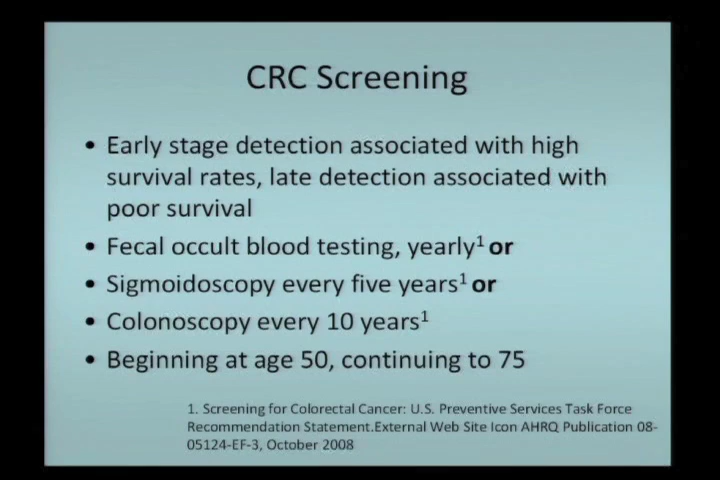 CRC Screening
• Early stage detection associated with high
survival rates, late detection associated with
poor survival
• Fecal occult blood testing, yearly1 or
• Sigmoidoscopy every five years1 or
• Colonoscopy every 10 years1
• Beginning at age 50, continuing to 75
1. Screening for Colorectal Cancer: U.S. Preventive Services Task Force
Recommendation Statement.External Web Site Icon AHRQ Publication 08-
05124-EF-3, October 2008